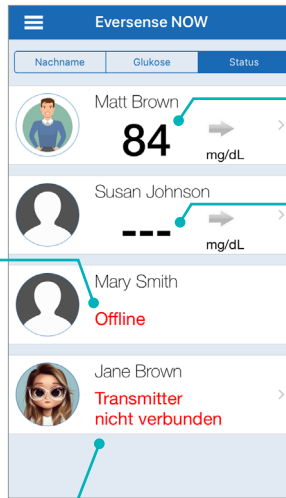 Eversense NOW
Nachname Glukose Status
Matt Brown
84
mg/dL
Susan Johnson
---
mg/dL
Mary Smith
Offline
Jane Brown
Transmitter
nicht verbunden